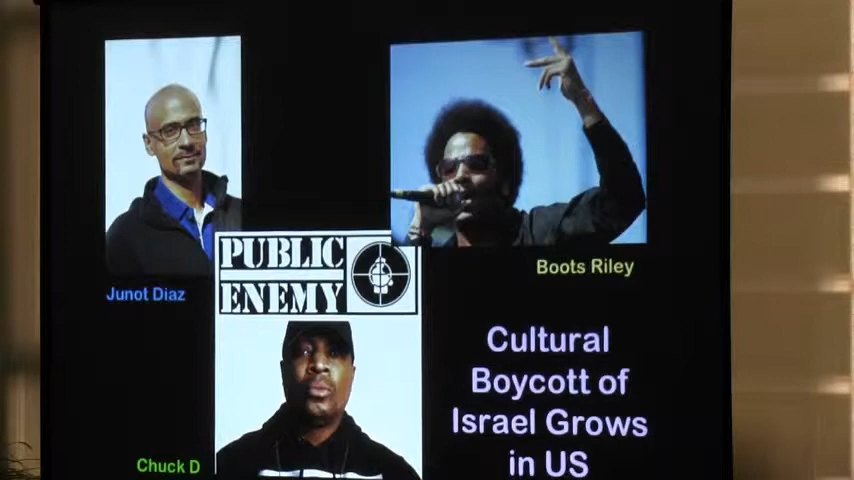 Junot Diaz
Boots Riley
PUBLIC
ENEMY
Chuck D
Cultural
Boycott of
Israel Grows
in US